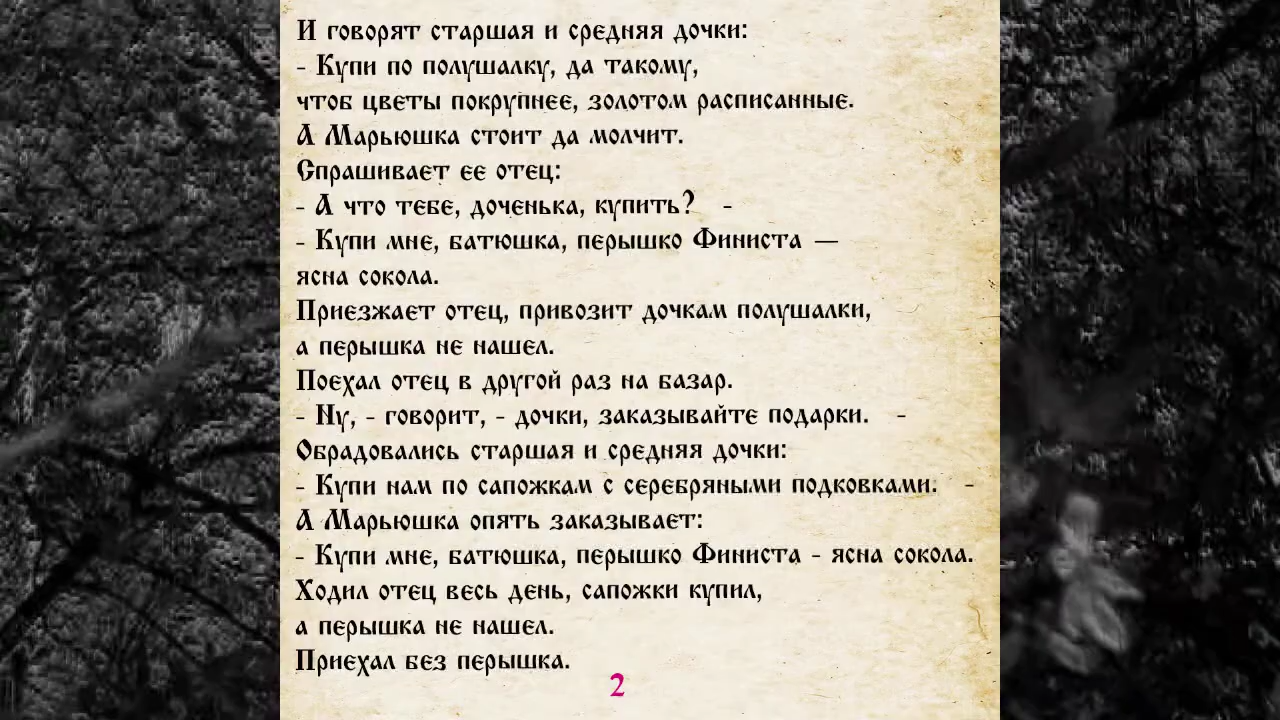 И говорят старшая и средняя дочки:
- Купи по полушалку, да такому,
чтоб цветы покрупнее, золотом расписанные.
А Марьюшка стоит да молчит.
Спрашивает ее отец:
- А что тебе, доченька, купить? -
- Купи мне, батюшка, перышко Финиста —
ясна сокола.
Приезжает отец, привозит дочкам полушалки,
а перышка не нашел.
Поехал отец в другой раз на базар.
- Ну, - говорит, - дочки, заказывайте подарки. -
Обрадовались старшая и средняя дочки:
- Купи нам по сапожкам с серебряными подковками: -
А Марьюшка опять заказывает:
- Купи мне, батюшка, перышко Финиста - ясна сокола.
Ходил отец весь день, сапожки купил,
а перышка не нашел.
Приехал без перышка.
2